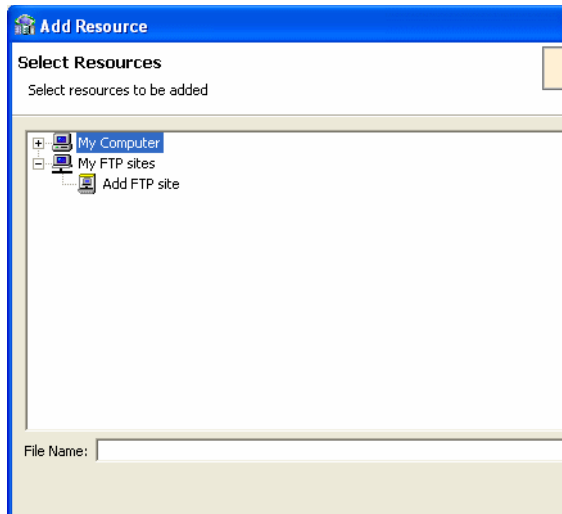 Add Resource
Select Resources
Select resources to be added
My Computer
My FTP sites
Add FTP site
File Name: